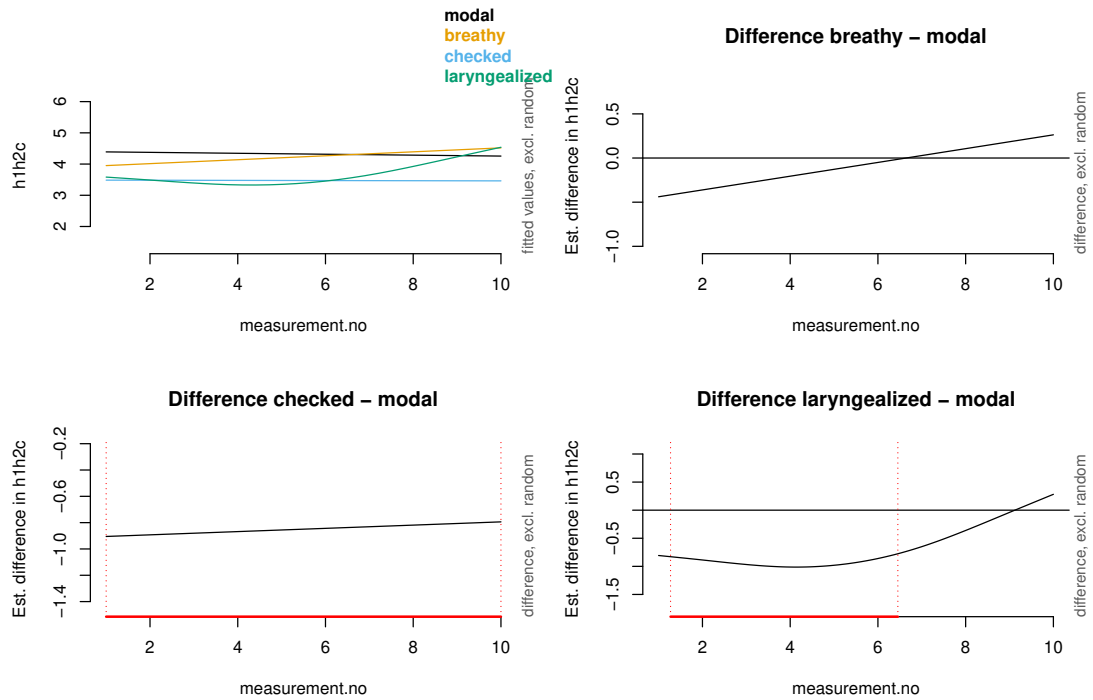 modal
breathy
checked
laryngealized
h1h2c
2 3 4 5 6
2 4 6 8 10
measurement.no
fitted values, excl. random
Difference breathy − modal
Est. difference in h1h2c
−1.0 0.0 0.5
2 4 6 8 10
measurement.no
difference, excl. random
Difference checked − modal
Est. difference in h1h2c
−1.4 −1.0 −0.6 −0.2
2 4 6 8 10
measurement.no
difference, excl. random
Difference laryngealized − modal
Est. difference in h1h2c
−1.5 −0.5 0.5
2 4 6 8 10
measurement.no
difference, excl. random